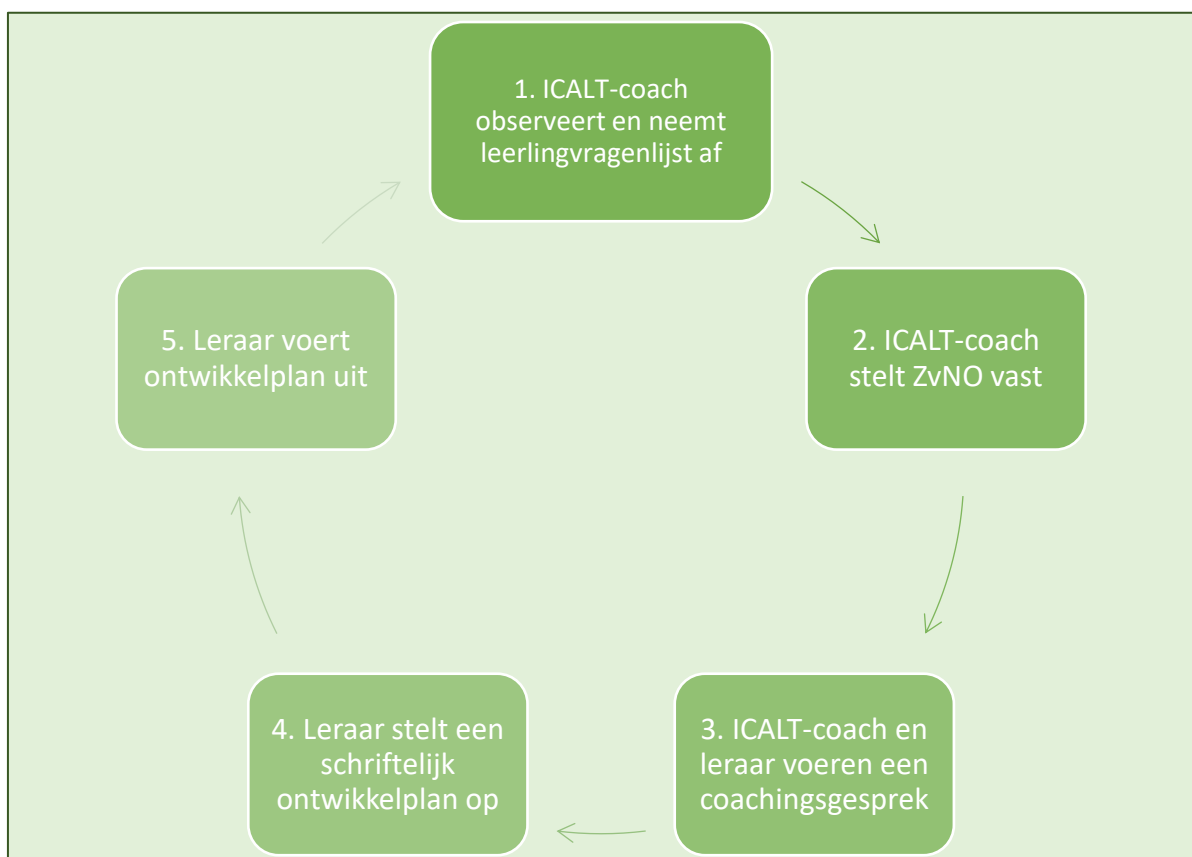 1. ICALT-coach
observeert en neemt
leerlingvragenlijst af
2. ICALT-coach
stelt ZvNO vast
3. ICALT-coach en
leraar voeren een
coachingsgesprek
4. Leraar stelt een
schriftelijk
ontwikkelplan op
5. Leraar voert
ontwikkelplan uit